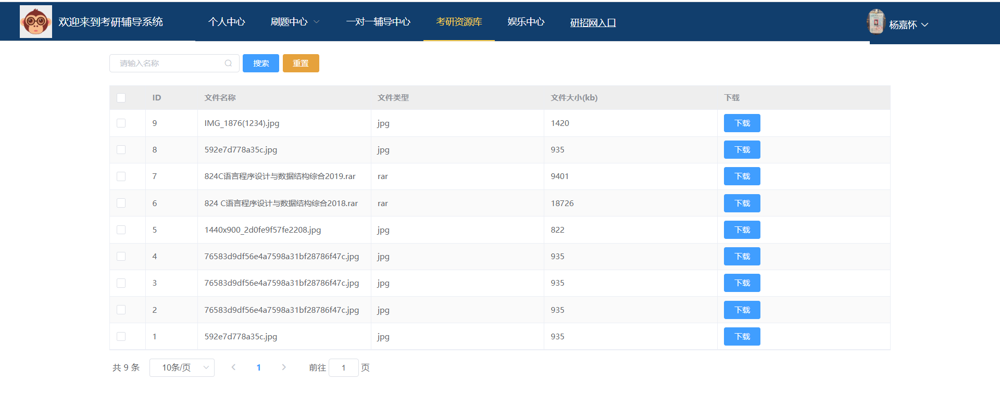 欢迎来到考研辅导系统 个人中心 刷题中心 一对一辅导中心 考研资源库 娱乐中心 研招网入口 杨嘉怀
请输入名称 搜索 重置
ID 文件名称 文件类型 文件大小(kb) 下载
9 IMG_1876(1234).jpg jpg 1420 下载
8 592e7d778a35c.jpg jpg 935 下载
7 824C语言程序设计与数据结构综合2019.rar rar 9401 下载
6 824 C语言程序设计与数据结构综合2018.rar rar 18726 下载
5 1440x900_2d0fe9f57fe2208.jpg jpg 822 下载
4 76583d9df56e4a7598a31bf28786f47c.jpg jpg 935 下载
3 76583d9df56e4a7598a31bf28786f47c.jpg jpg 935 下载
2 76583d9df56e4a7598a31bf28786f47c.jpg jpg 935 下载
1 592e7d778a35c.jpg jpg 935 下载
共 9 条 10条/页 1 前往 1 页